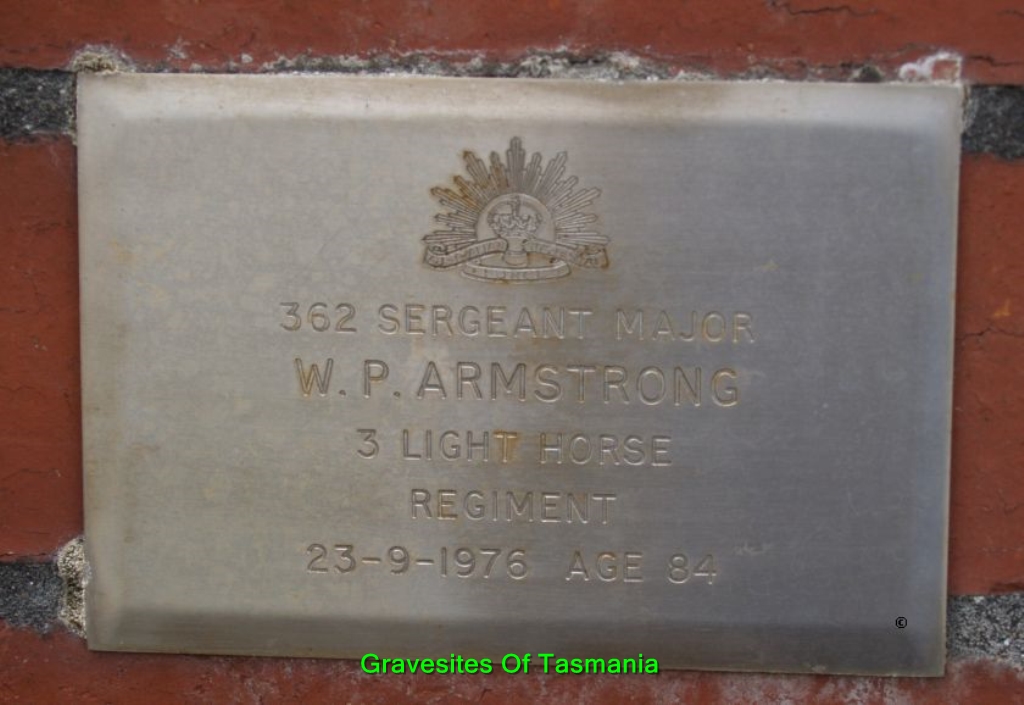 362 SERGEANT MAJOR
W. P. ARMSTRONG
3 LIGHT HORSE
REGIMENT
23-9-1976 AGE 84
©
Gravesites Of Tasmania